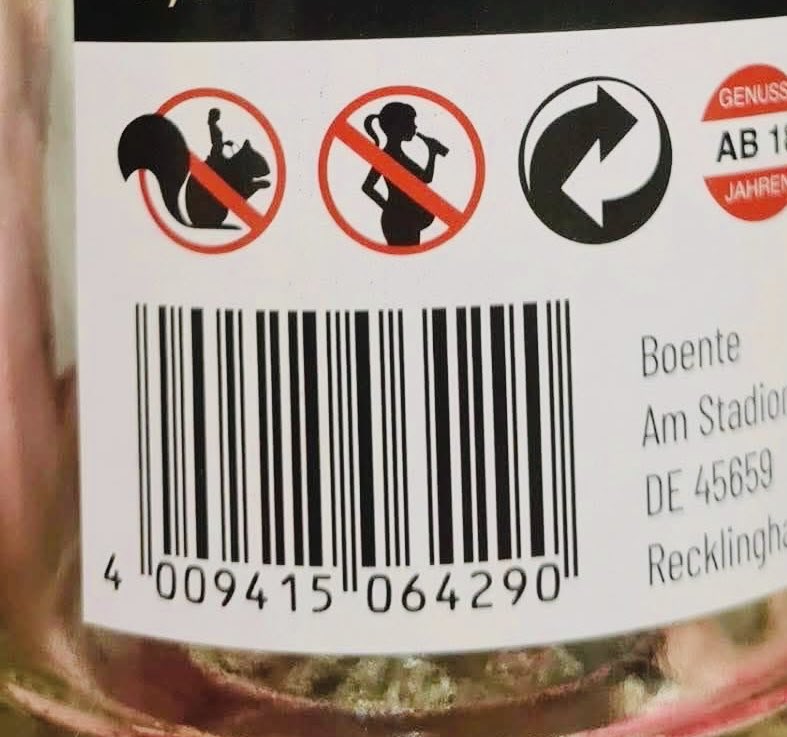 GENUSS
AB 18
JAHREN
Boente
Am Stadion
DE 45659
Recklingha
4 009415 064290